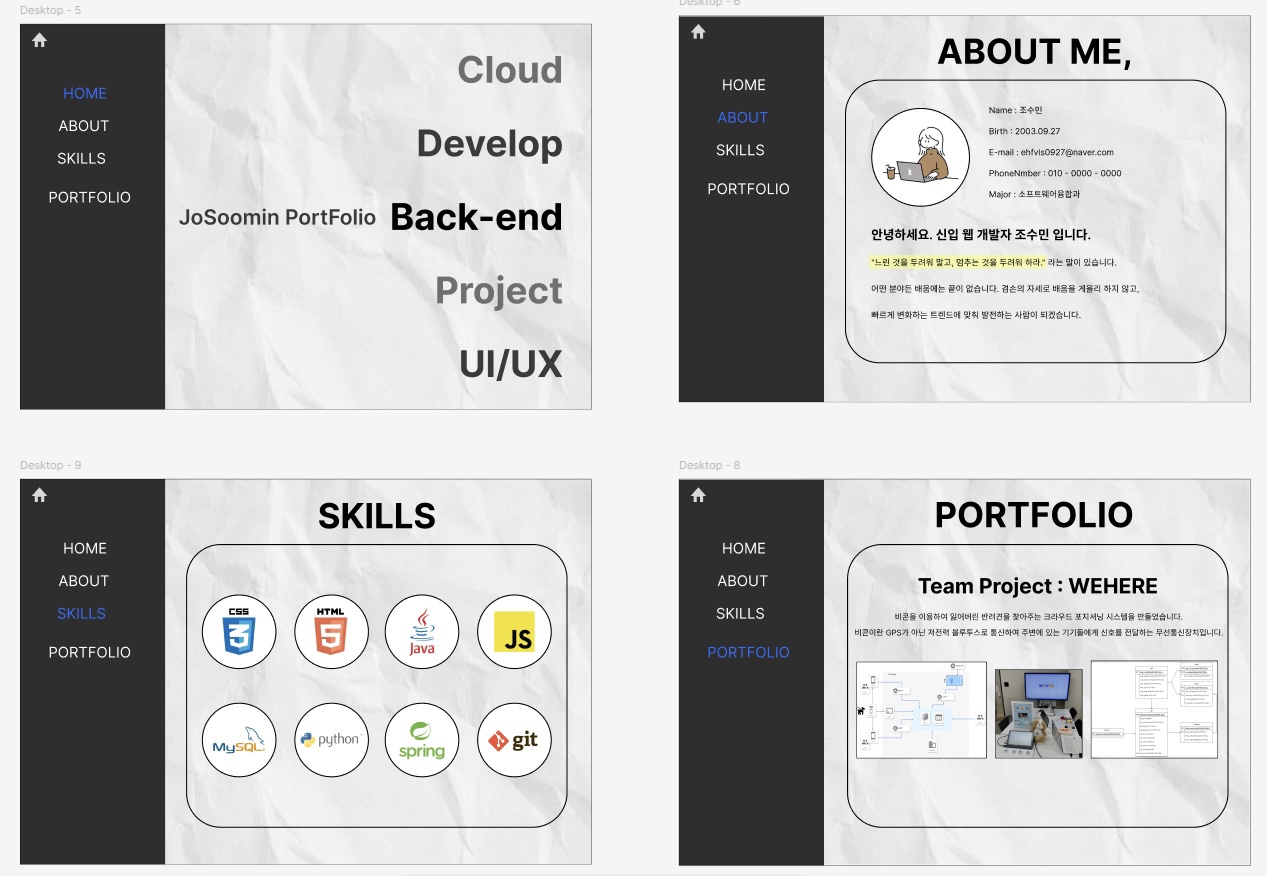 Desktop - 5
HOME
ABOUT
SKILLS
PORTFOLIO
Cloud
Develop
JoSoomin PortFolio Back-end
Project
UI/UX
Desktop - 6
HOME
ABOUT
SKILLS
PORTFOLIO
ABOUT ME,
Name : 조수민
Birth : 2003.09.27
E-mail : ehfvls0927@naver.com
PhoneNmber : 010 - 0000 - 0000
Major : 소프트웨어융합과
안녕하세요. 신입 웹 개발자 조수민 입니다.
"느린 것을 두려워 말고, 멈추는 것을 두려워 하라." 라는 말이 있습니다.
어떤 분야든 배움에는 끝이 없습니다. 겸손의 자세로 배움을 게을리 하지 않고,
빠르게 변화하는 트렌드에 맞춰 발전하는 사람이 되겠습니다.
Desktop - 9
HOME
ABOUT
SKILLS
PORTFOLIO
SKILLS
CSS
3
HTML
5
Java
JS
MySQL
python
spring
git
Desktop - 8
HOME
ABOUT
SKILLS
PORTFOLIO
PORTFOLIO
Team Project : WEHERE
비콘을 이용하여 잃어버린 반려견을 찾아주는 크라우드 포지셔닝 시스템을 만들었습니다.
비콘이란 GPS가 아닌 저전력 블루투스로 통신하여 주변에 있는 기기들에게 신호를 전달하는 무선통신장치입니다.